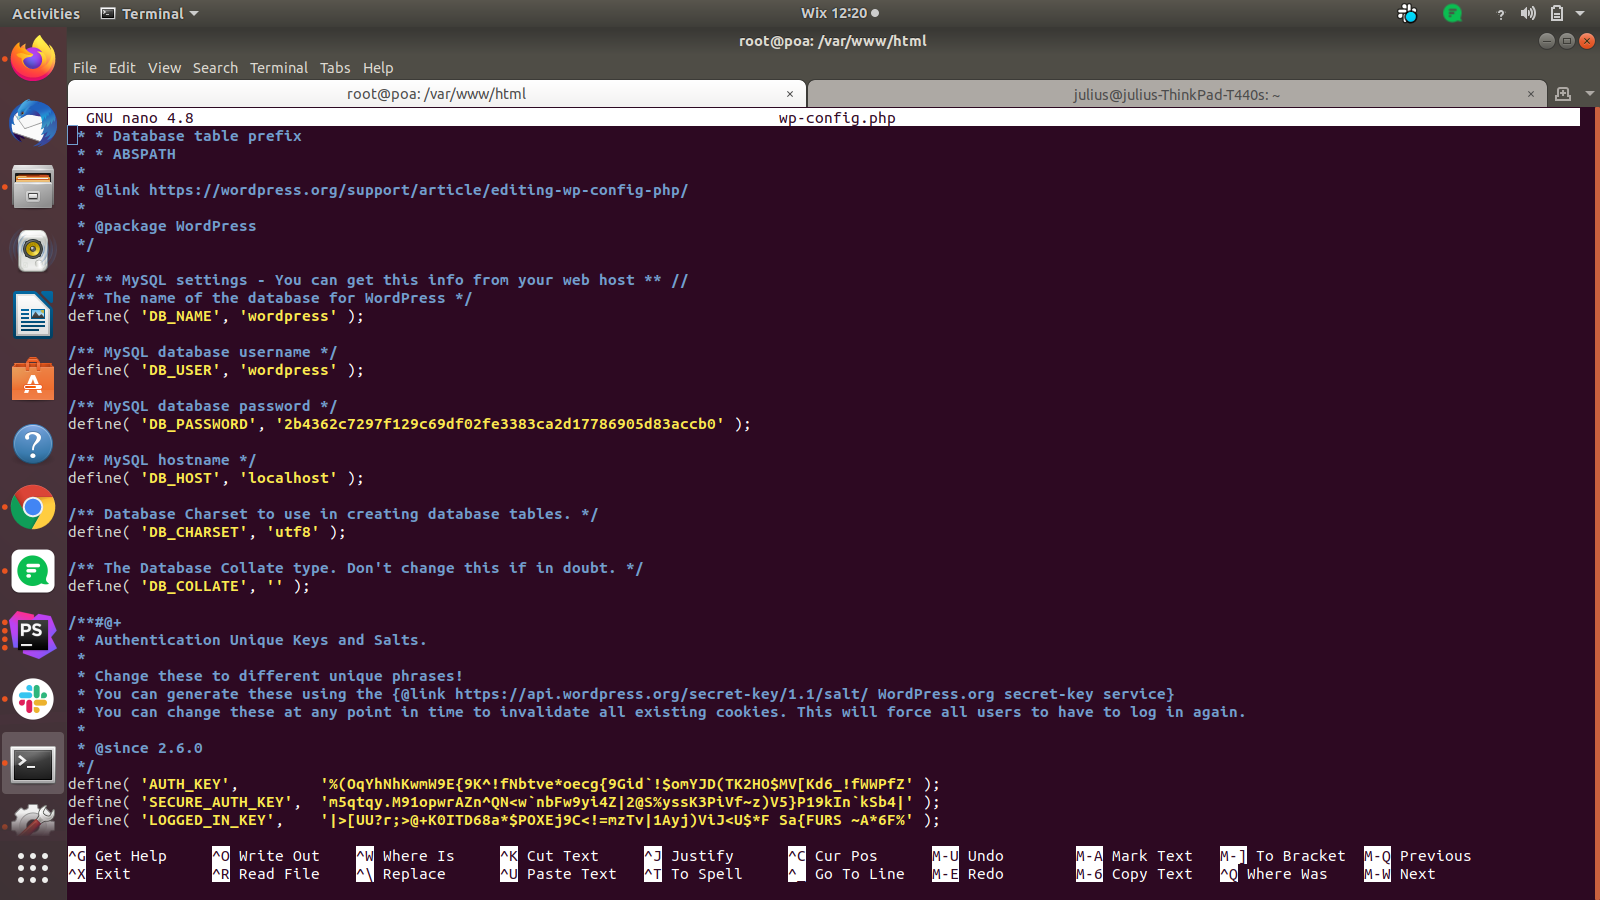 Activities Terminal Wix 12:20
root@poa: /var/www/html
File Edit View Search Terminal Tabs Help
root@poa: /var/www/html × julius@julius-ThinkPad-T440s: ~ ×
GNU nano 4.8 wp-config.php
* * Database table prefix
* * ABSPATH
*
* @link https://wordpress.org/support/article/editing-wp-config-php/
*
* @package WordPress
*/
// ** MySQL settings - You can get this info from your web host ** //
/** The name of the database for WordPress */
define( 'DB_NAME', 'wordpress' );
/** MySQL database username */
define( 'DB_USER', 'wordpress' );
/** MySQL database password */
define( 'DB_PASSWORD', '2b4362c7297f129c69df02fe3383ca2d17786905d83accb0' );
/** MySQL hostname */
define( 'DB_HOST', 'localhost' );
/** Database Charset to use in creating database tables. */
define( 'DB_CHARSET', 'utf8' );
/** The Database Collate type. Don't change this if in doubt. */
define( 'DB_COLLATE', '' );
/**#@+
* Authentication Unique Keys and Salts.
*
* Change these to different unique phrases!
* You can generate these using the {@link https://api.wordpress.org/secret-key/1.1/salt/ WordPress.org secret-key service}
* You can change these at any point in time to invalidate all existing cookies. This will force all users to have to log in again.
*
* @since 2.6.0
*/
define( 'AUTH_KEY', '%(OqYhNhKwmW9E{9K^!fNbtve*oecg{9Gid`!$omYJD(TK2HO$MV[Kd6_!fWWPfZ' );
define( 'SECURE_AUTH_KEY', 'm5qtqy.M91opwrAZn^QN<w`nbFw9yi4Z|2@S%yssK3PiVf~z)V5}P19kIn`kSb4|' );
define( 'LOGGED_IN_KEY', '|>[UU?r;>@+K0ITD68a*$POXEj9C<!=mzTv|1Ayj)ViJ<U$*F Sa{FURS ~A*6F%' );
^G Get Help ^O Write Out ^W Where Is ^K Cut Text ^J Justify ^C Cur Pos M-U Undo M-A Mark Text M-] To Bracket M-Q Previous
^X Exit ^R Read File ^\ Replace ^U Paste Text ^T To Spell ^_ Go To Line M-E Redo M-6 Copy Text ^Q Where Was M-W Next
PS